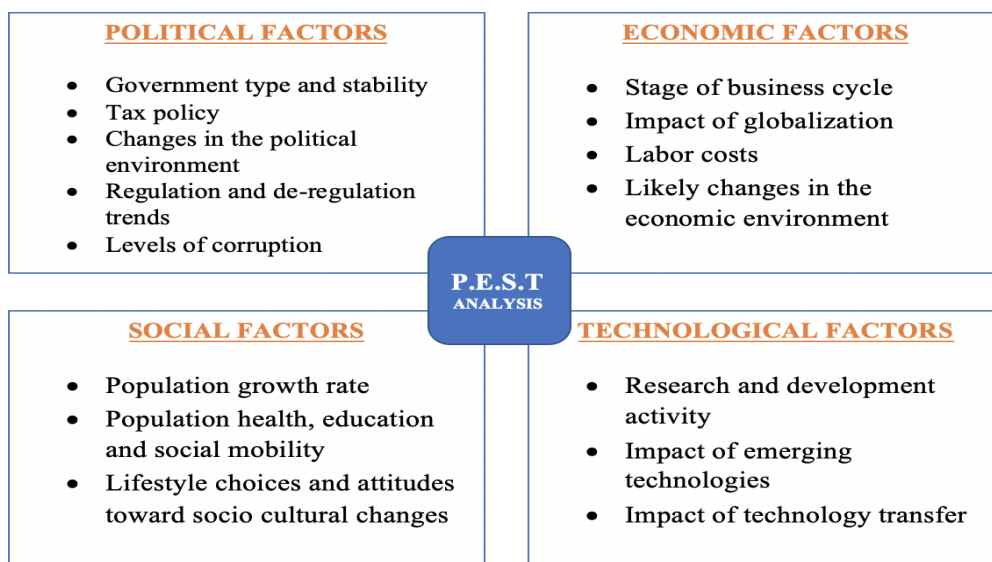 POLITICAL FACTORS
• Government type and stability
• Tax policy
• Changes in the political
environment
• Regulation and de-regulation
trends
• Levels of corruption
ECONOMIC FACTORS
• Stage of business cycle
• Impact of globalization
• Labor costs
• Likely changes in the
economic environment
P.E.S.T
ANALYSIS
SOCIAL FACTORS
• Population growth rate
• Population health, education
and social mobility
• Lifestyle choices and attitudes
toward socio cultural changes
TECHNOLOGICAL FACTORS
• Research and development
activity
• Impact of emerging
technologies
• Impact of technology transfer